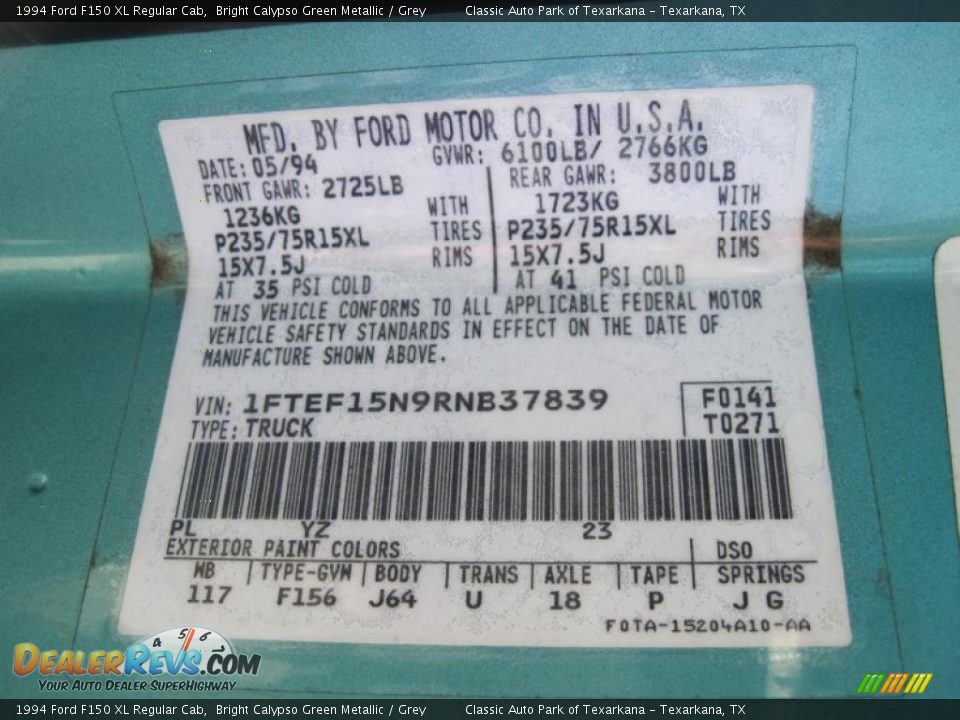 1994 Ford F150 XL Regular Cab, Bright Calypso Green Metallic / Grey Classic Auto Park of Texarkana - Texarkana, TX
MFD. BY FORD MOTOR CO. IN U.S.A.
DATE: 05/94 GVWR: 6100LB/ 2766KG
FRONT GAWR: 2725LB REAR GAWR: 3800LB
1236KG WITH 1723KG WITH
P235/75R15XL TIRES P235/75R15XL TIRES
15X7.5J RIMS 15X7.5J RIMS
AT 35 PSI COLD AT 41 PSI COLD
THIS VEHICLE CONFORMS TO ALL APPLICABLE FEDERAL MOTOR
VEHICLE SAFETY STANDARDS IN EFFECT ON THE DATE OF
MANUFACTURE SHOWN ABOVE.
VIN: 1FTEF15N9RNB37839 F0141
TYPE: TRUCK T0271
PL YZ 23
EXTERIOR PAINT COLORS DSO
WB TYPE-GVW BODY TRANS AXLE TAPE SPRINGS
117 F156 J64 U 18 P J G
F0TA-15204A10-AA
4 5 6
DEALERREVS.COM
YOUR AUTO DEALER SUPERHIGHWAY
1994 Ford F150 XL Regular Cab, Bright Calypso Green Metallic / Grey Classic Auto Park of Texarkana - Texarkana, TX